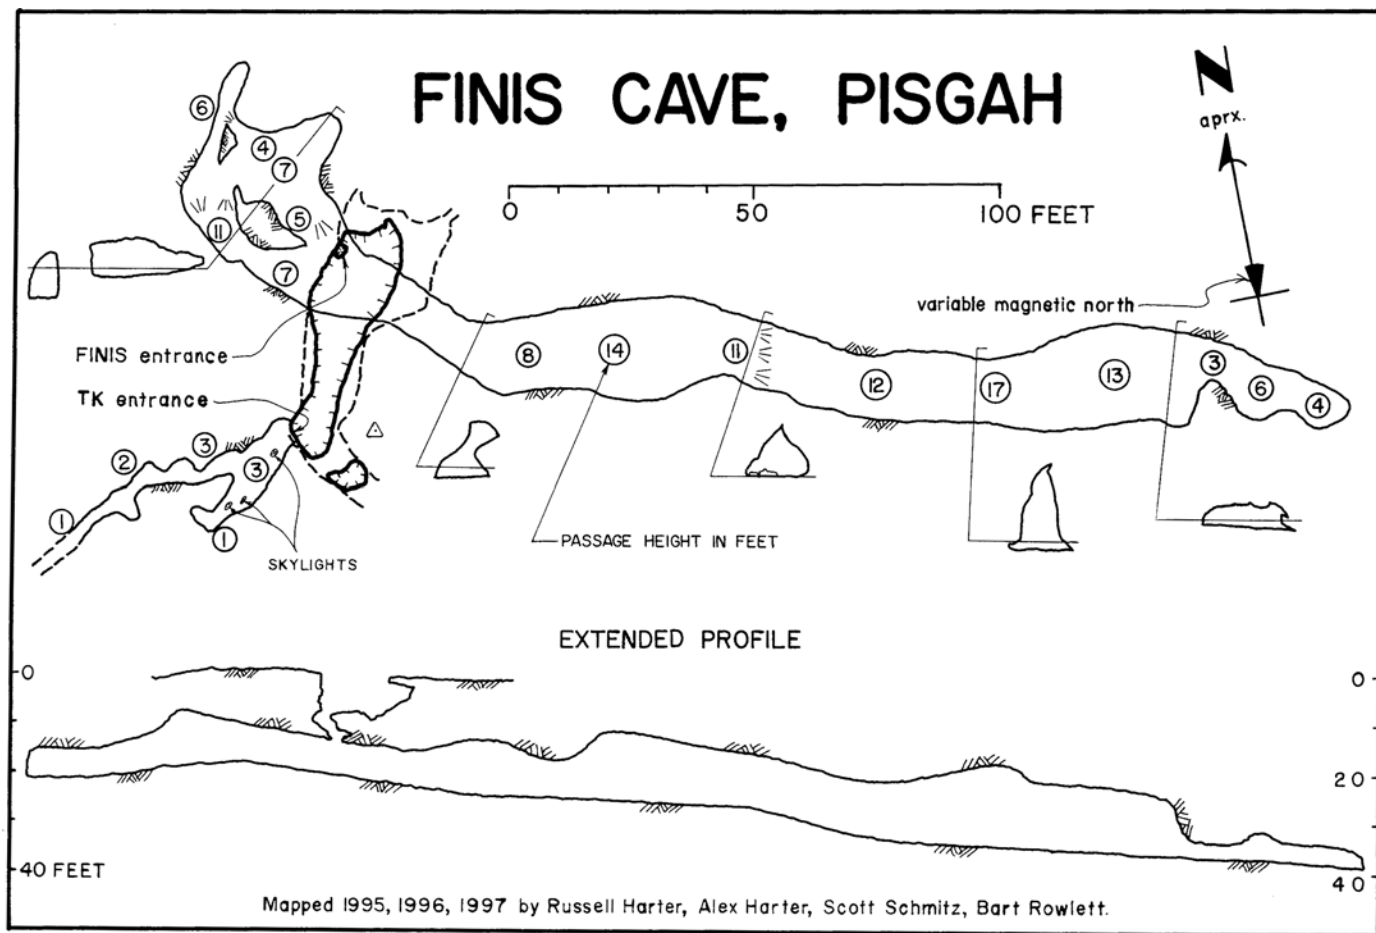 FINIS CAVE, PISGAH
N
aprx.
0 50 100 FEET
variable magnetic north
6
4
7
5
11
7
FINIS entrance
TK entrance
8
14
11
12
17
13
3
6
4
3
2
3
1
1
SKYLIGHTS
PASSAGE HEIGHT IN FEET
EXTENDED PROFILE
0
0
20
40 FEET
40
Mapped 1995, 1996, 1997 by Russell Harter, Alex Harter, Scott Schmitz, Bart Rowlett.